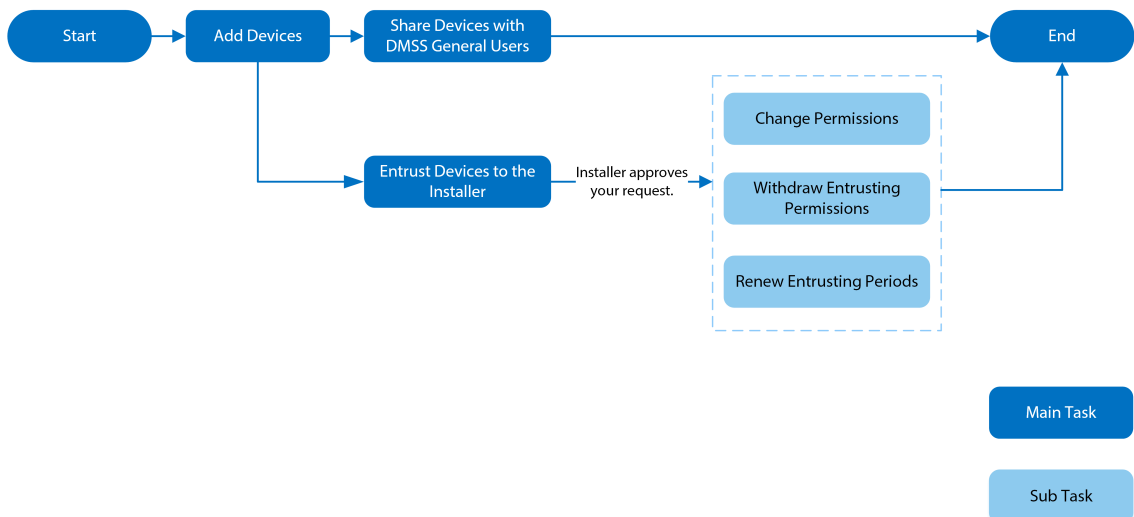 Start
Add Devices
Share Devices with
DMSS General Users
End
Change Permissions
Entrust Devices to the
Installer
Installer approves
your request.
Withdraw Entrusting
Permissions
Renew Entrusting Periods
Main Task
Sub Task